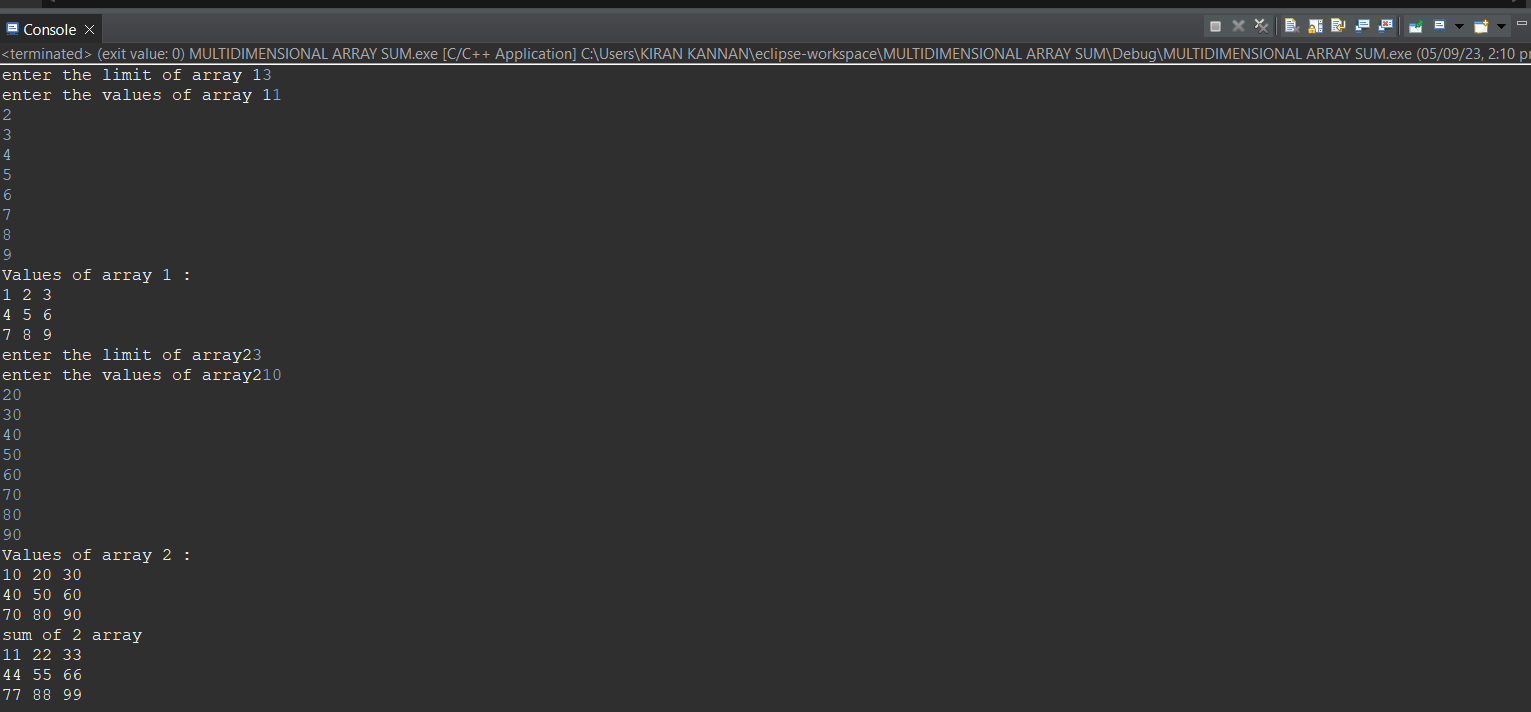 Console
<terminated> (exit value: 0) MULTIDIMENSIONAL ARRAY SUM.exe [C/C++ Application] C:\Users\KIRAN KANNAN\eclipse-workspace\MULTIDIMENSIONAL ARRAY SUM\Debug\MULTIDIMENSIONAL ARRAY SUM.exe (05/09/23, 2:10 pm
enter the limit of array 13
enter the values of array 11
2
3
4
5
6
7
8
9
Values of array 1 :
1 2 3
4 5 6
7 8 9
enter the limit of array23
enter the values of array210
20
30
40
50
60
70
80
90
Values of array 2 :
10 20 30
40 50 60
70 80 90
sum of 2 array
11 22 33
44 55 66
77 88 99